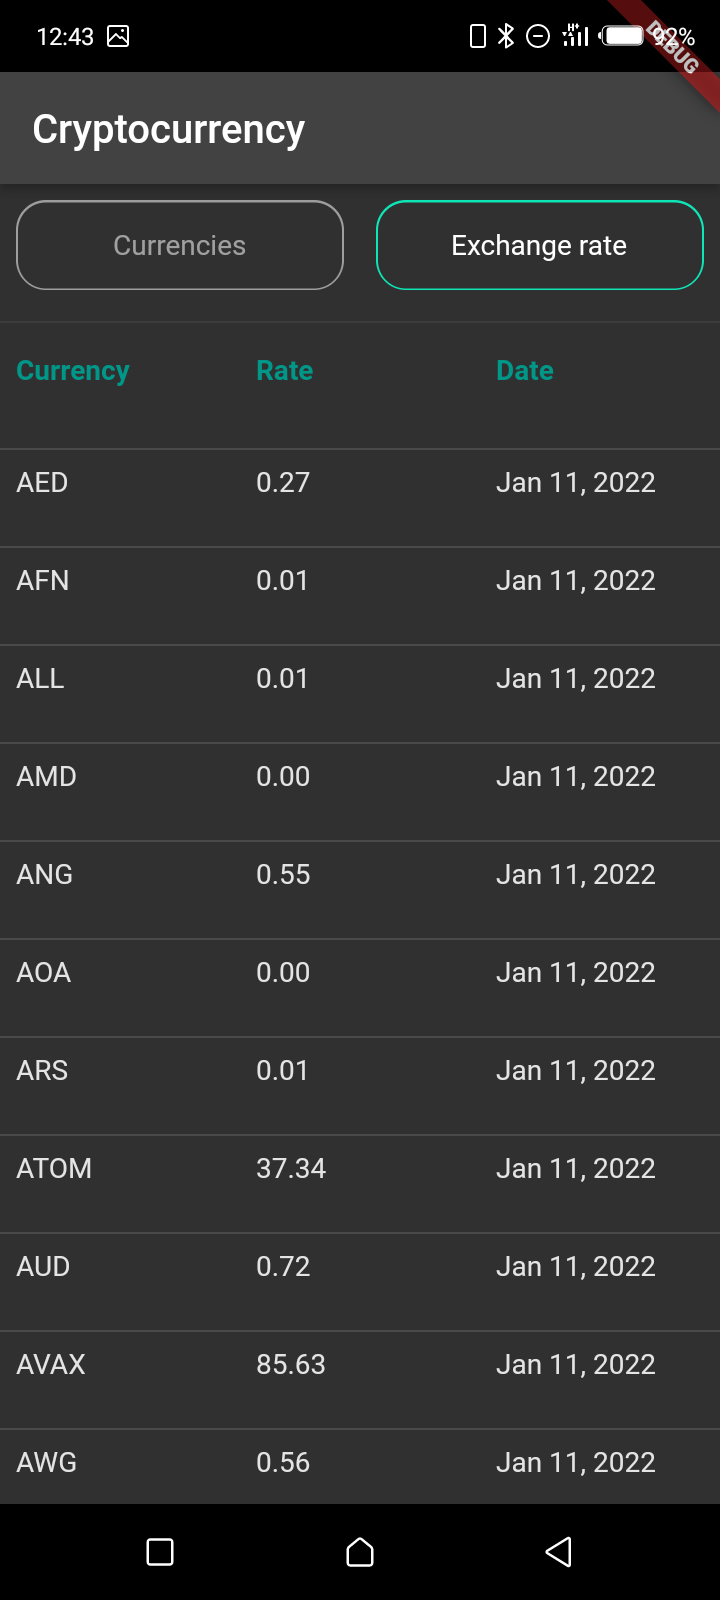 12:43 92%
DEBUG
Cryptocurrency
Currencies Exchange rate
Currency Rate Date
AED 0.27 Jan 11, 2022
AFN 0.01 Jan 11, 2022
ALL 0.01 Jan 11, 2022
AMD 0.00 Jan 11, 2022
ANG 0.55 Jan 11, 2022
AOA 0.00 Jan 11, 2022
ARS 0.01 Jan 11, 2022
ATOM 37.34 Jan 11, 2022
AUD 0.72 Jan 11, 2022
AVAX 85.63 Jan 11, 2022
AWG 0.56 Jan 11, 2022